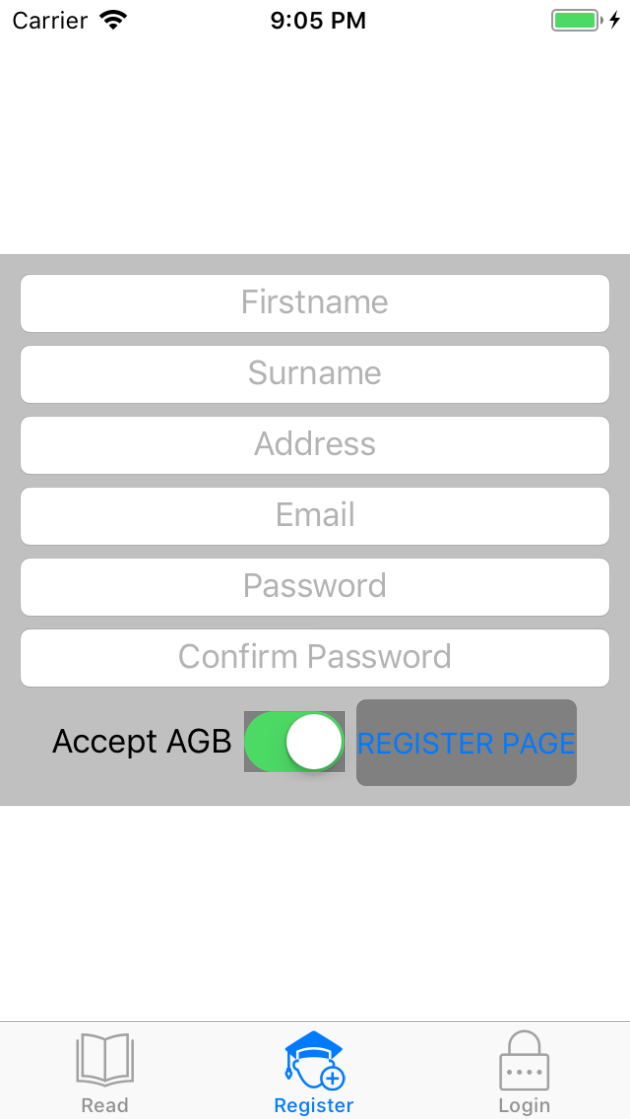 Carrier 9:05 PM
Firstname
Surname
Address
Email
Password
Confirm Password
Accept AGB REGISTER PAGE
Read Register Login